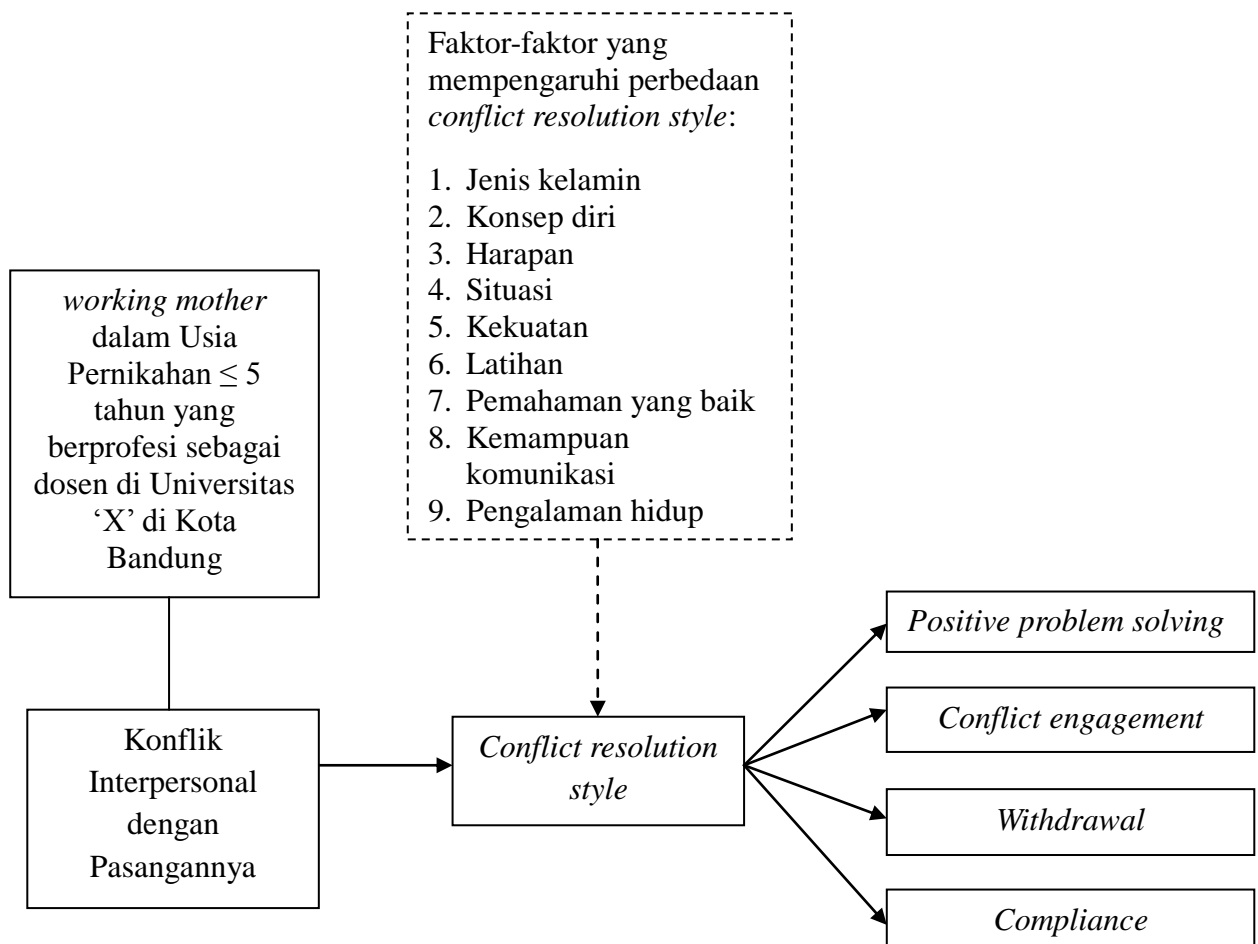 Faktor-faktor yang
mempengaruhi perbedaan
conflict resolution style:
1. Jenis kelamin
2. Konsep diri
3. Harapan
4. Situasi
5. Kekuatan
6. Latihan
7. Pemahaman yang baik
8. Kemampuan
komunikasi
9. Pengalaman hidup
working mother
dalam Usia
Pernikahan ≤ 5
tahun yang
berprofesi sebagai
dosen di Universitas
‘X’ di Kota
Bandung
Konflik
Interpersonal
dengan
Pasangannya
Conflict resolution
style
Positive problem solving
Conflict engagement
Withdrawal
Compliance